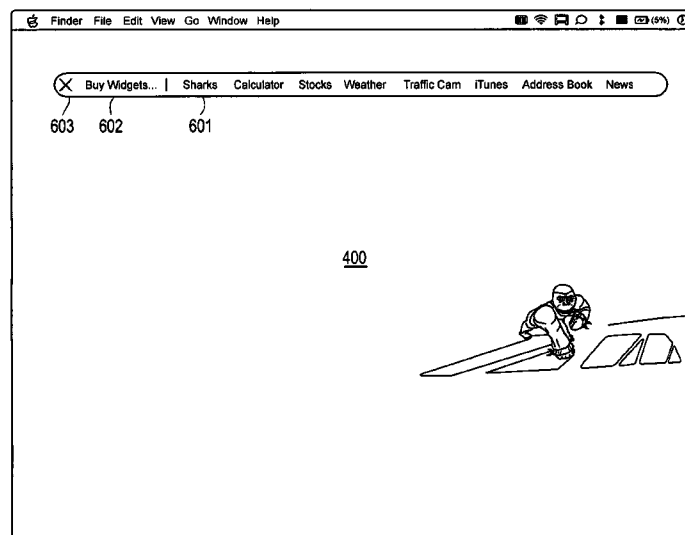 Finder File Edit View Go Window Help (5%)
Buy Widgets... | Sharks Calculator Stocks Weather Traffic Cam iTunes Address Book News
603 602 601
400